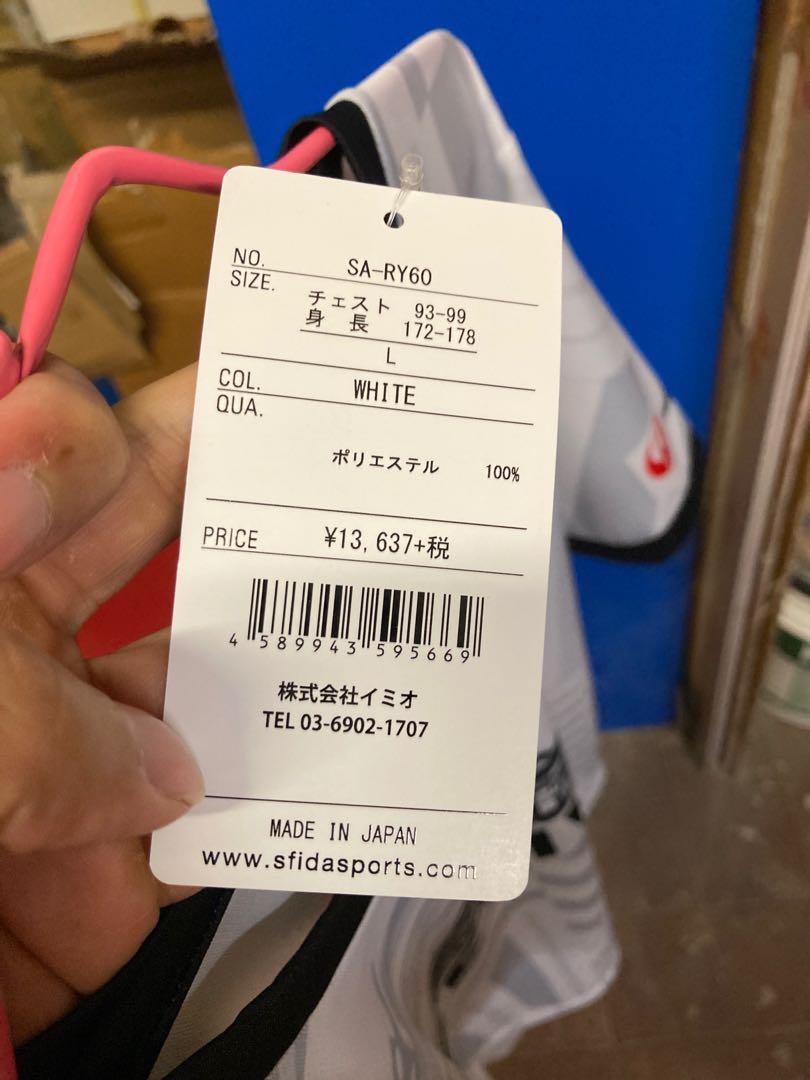 NO. SA-RY60
SIZE. チェスト 93-99
身 長 172-178
L
COL. WHITE
QUA.
ポリエステル 100%
PRICE ¥13,637+税
4 589943 595669
株式会社イミオ
TEL 03-6902-1707
MADE IN JAPAN
www.sfidasports.com